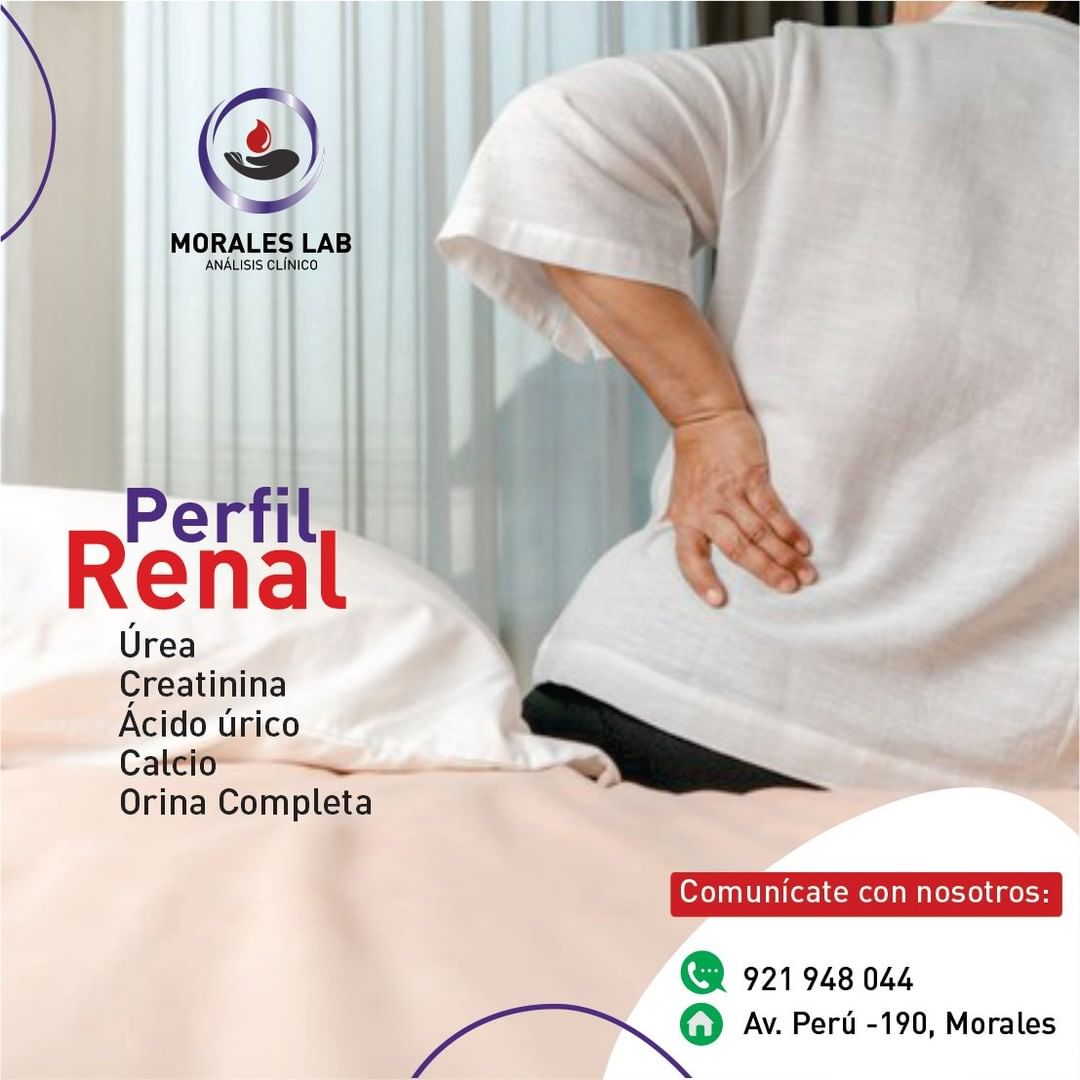 MORALES LAB
ANÁLISIS CLÍNICO
Perfil
Renal
Úrea
Creatinina
Ácido úrico
Calcio
Orina Completa
Comunícate con nosotros:
921 948 044
Av. Perú -190, Morales